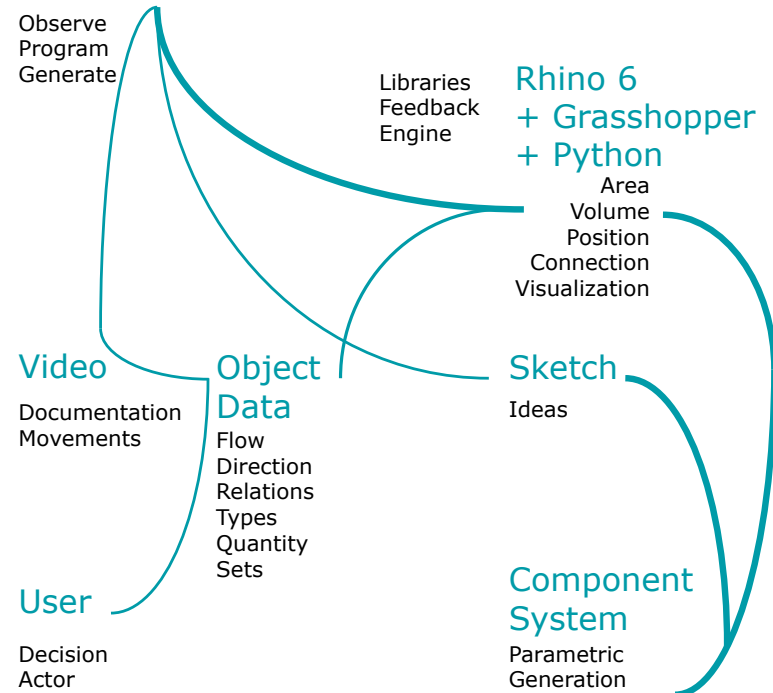 Observe
Program
Generate
Libraries
Feedback
Engine
Rhino 6
+ Grasshopper
+ Python
Area
Volume
Position
Connection
Visualization
Video
Documentation
Movements
Object
Data
Flow
Direction
Relations
Types
Quantity
Sets
Sketch
Ideas
User
Decision
Actor
Component
System
Parametric
Generation